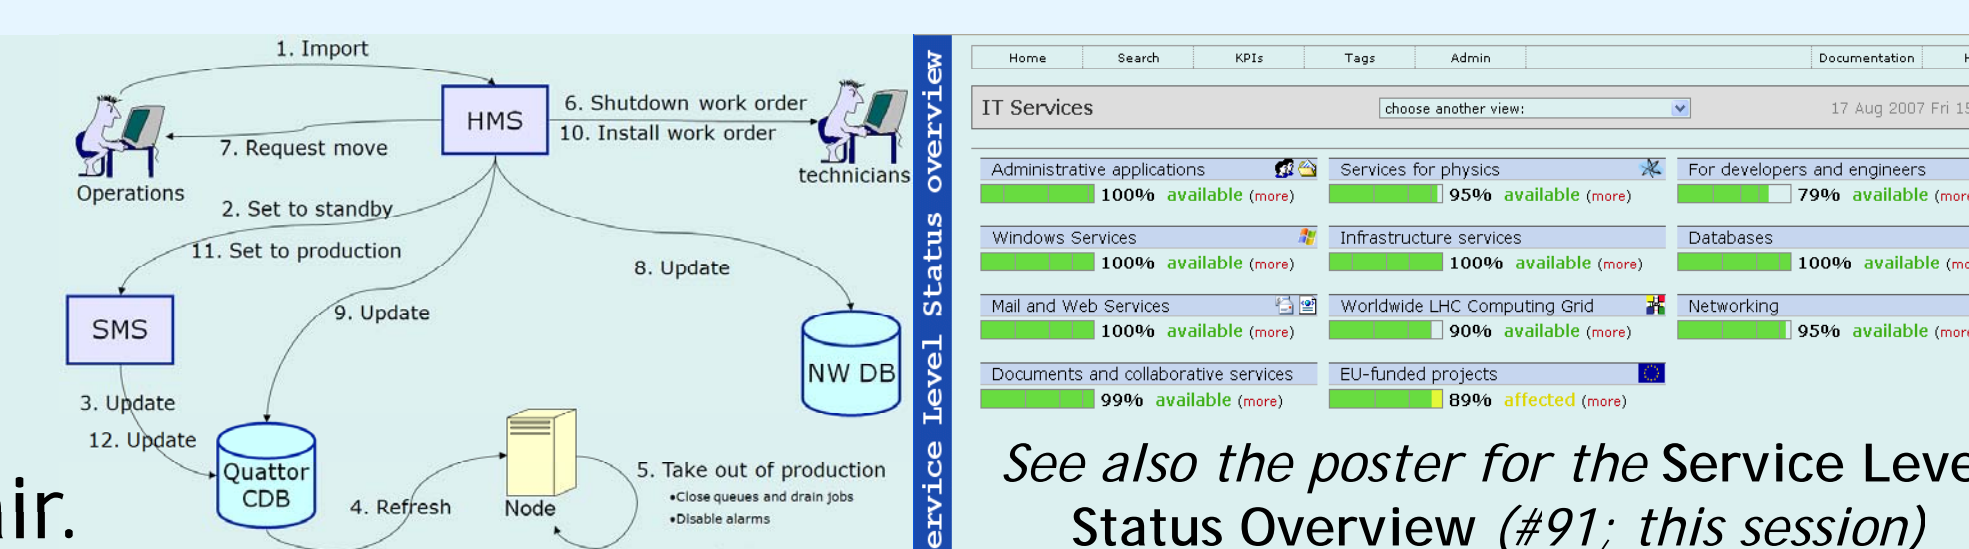 1. Import
HMS
6. Shutdown work order
10. Install work order
7. Request move
Operations
technicians
2. Set to standby
11. Set to production
8. Update
9. Update
SMS
NW DB
3. Update
12. Update
Quattor
CDB
4. Refresh
Node
5. Take out of production
•Close queues and drain jobs
•Disable alarms
air.
ervice Level Status overview
Home Search KPIs Tags Admin Documentation
IT Services choose another view: 17 Aug 2007 Fri 15
Administrative applications Services for physics For developers and engineers
100% available (more) 95% available (more) 79% available (more
Windows Services Infrastructure services Databases
100% available (more) 100% available (more) 100% available (mo
Mail and Web Services Worldwide LHC Computing Grid Networking
100% available (more) 90% available (more) 95% available (more
Documents and collaborative services EU-funded projects
99% available (more) 89% affected (more)
See also the poster for the Service Leve
Status Overview (#91; this session)